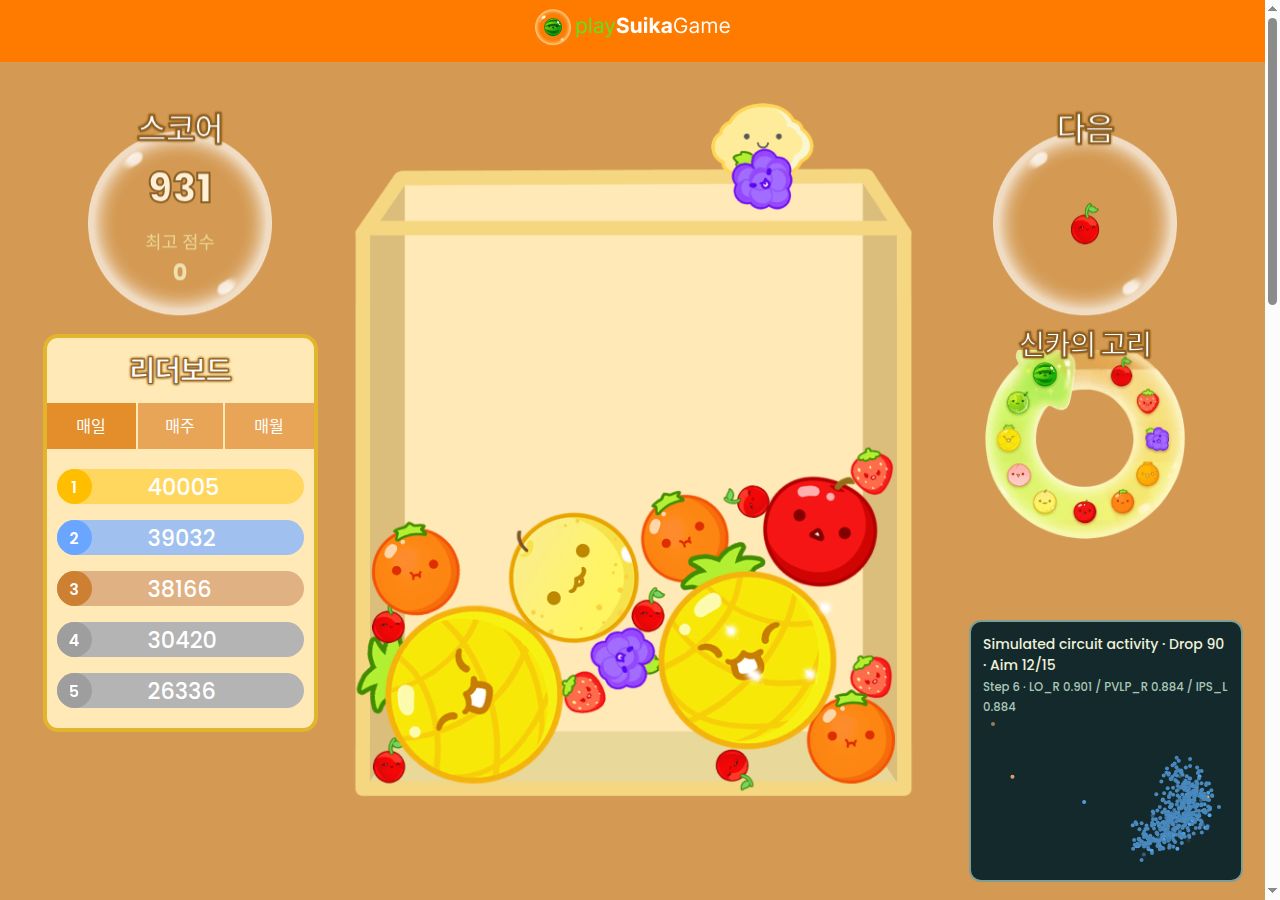 playSuikaGame
스코어
931
최고 점수
0
다음
신카의 고리
리더보드
매일 매주 매월
1 40005
2 39032
3 38166
4 30420
5 26336
Simulated circuit activity · Drop 90
· Aim 12/15
Step 6 · LO_R 0.901 / PVLP_R 0.884 / IPS_L
0.884